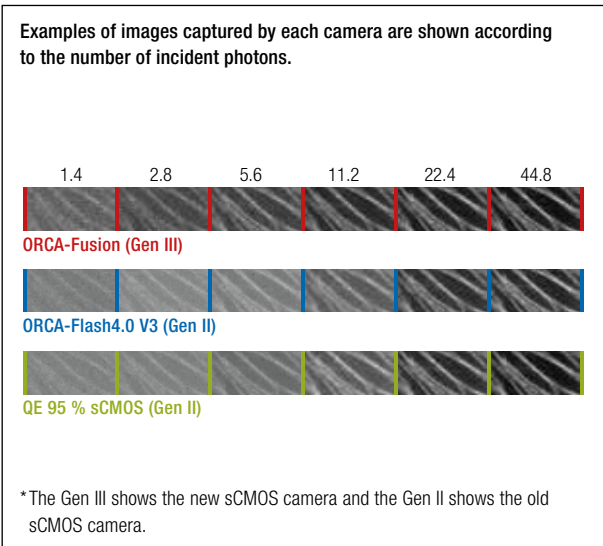 Examples of images captured by each camera are shown according
to the number of incident photons.
1.4 2.8 5.6 11.2 22.4 44.8
ORCA-Fusion (Gen III)
ORCA-Flash4.0 V3 (Gen II)
QE 95 % sCMOS (Gen II)
*The Gen III shows the new sCMOS camera and the Gen II shows the old
sCMOS camera.